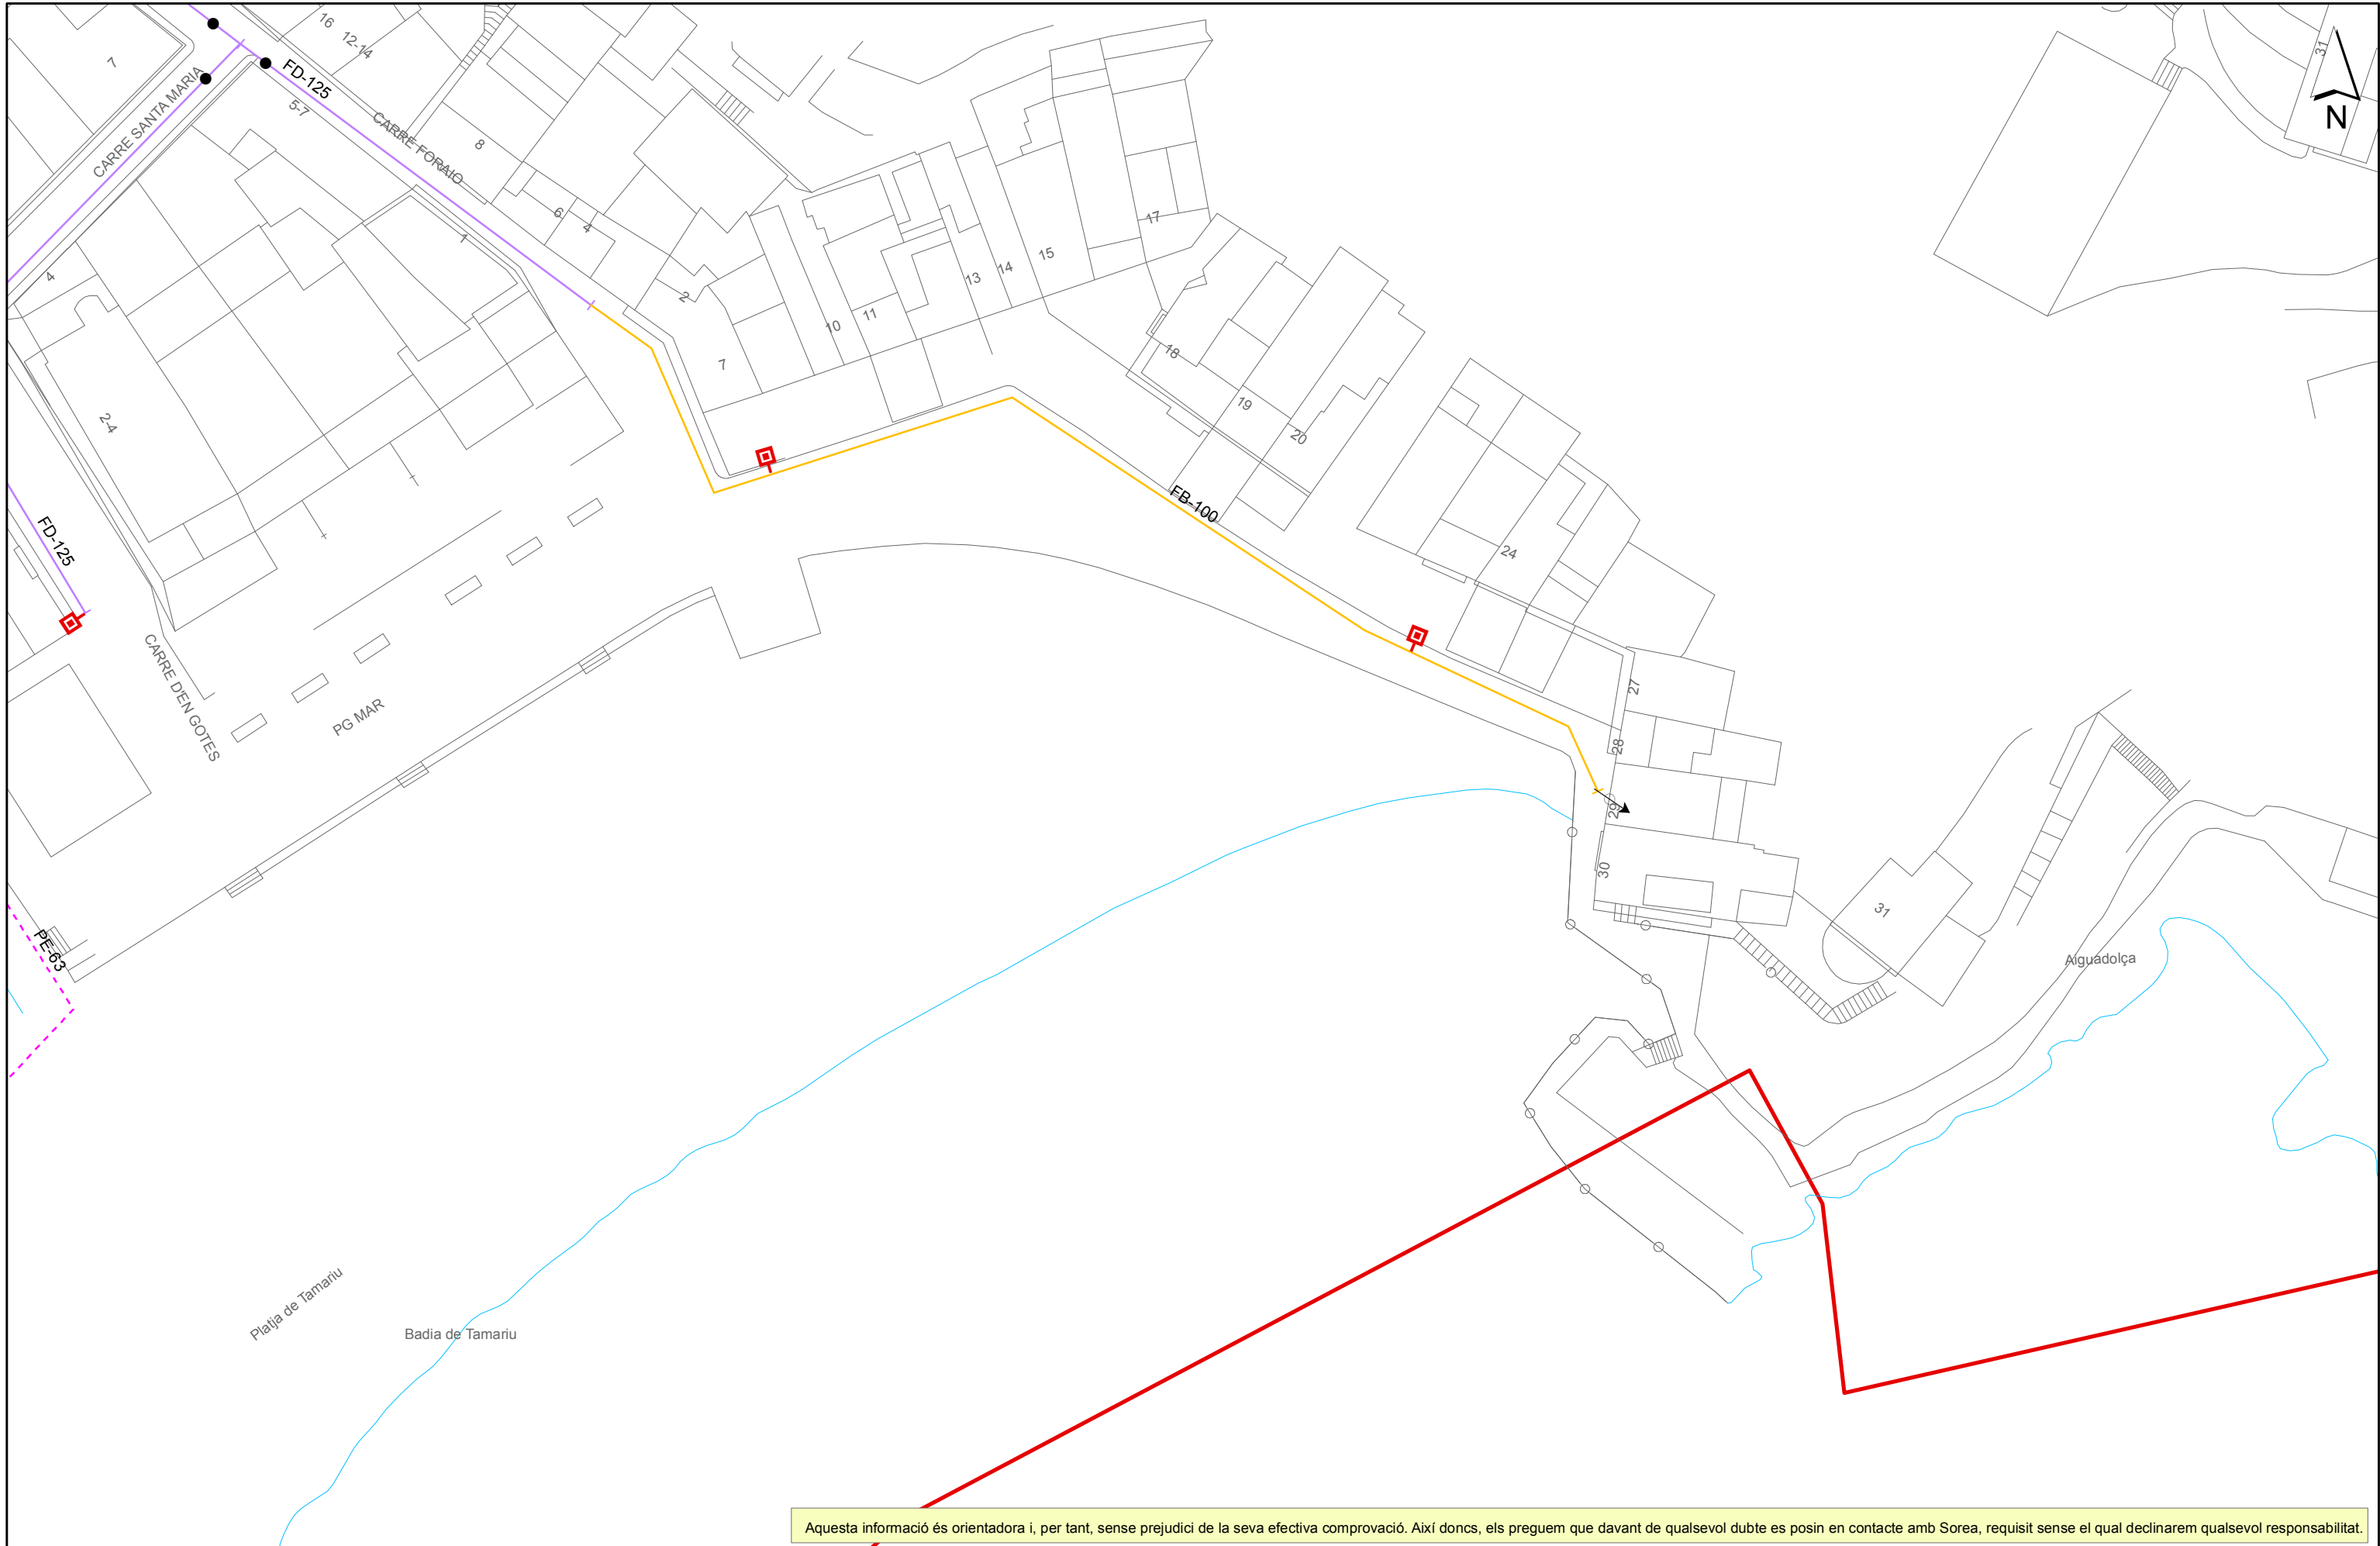 16
12-14
7
31
N
CARRE SANTA MARIA
FD-125
5-7
CARRE FORAIO
8
6
4
1
4
2
17
15
14
13
11
10
7
18
19
20
2-4
FB-100
24
FD-125
CARRE D'EN GOTES
PG MAR
27
28
29
30
31
PE-63
Aiguadolça
Platja de Tamariu
Badia de Tamariu
Aquesta informació és orientadora i, per tant, sense prejudici de la seva efectiva comprovació. Així doncs, els preguem que davant de qualsevol dubte es posin en contacte amb Sorea, requisit sense el qual declinarem qualsevol responsabilitat.